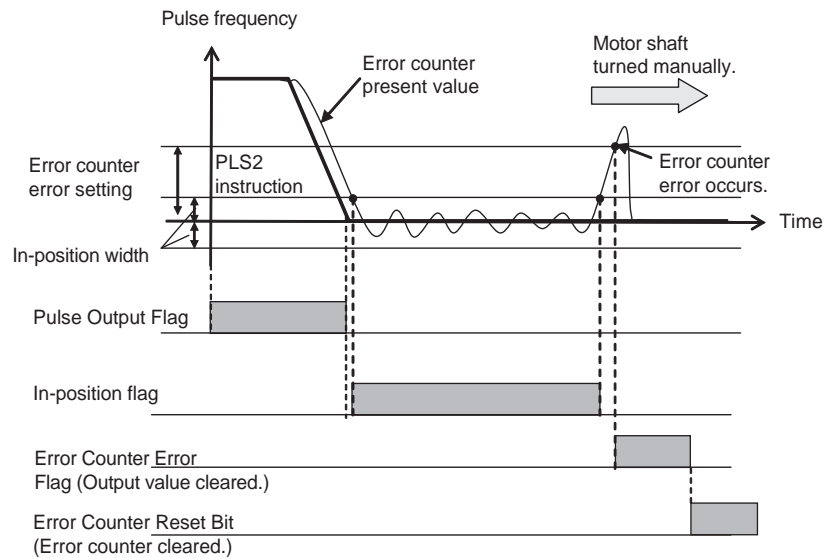 Pulse frequency
Error counter
present value
Motor shaft
turned manually.
Error counter
error setting
PLS2
instruction
Error counter
error occurs.
Time
In-position width
Pulse Output Flag
In-position flag
Error Counter Error
Flag (Output value cleared.)
Error Counter Reset Bit
(Error counter cleared.)